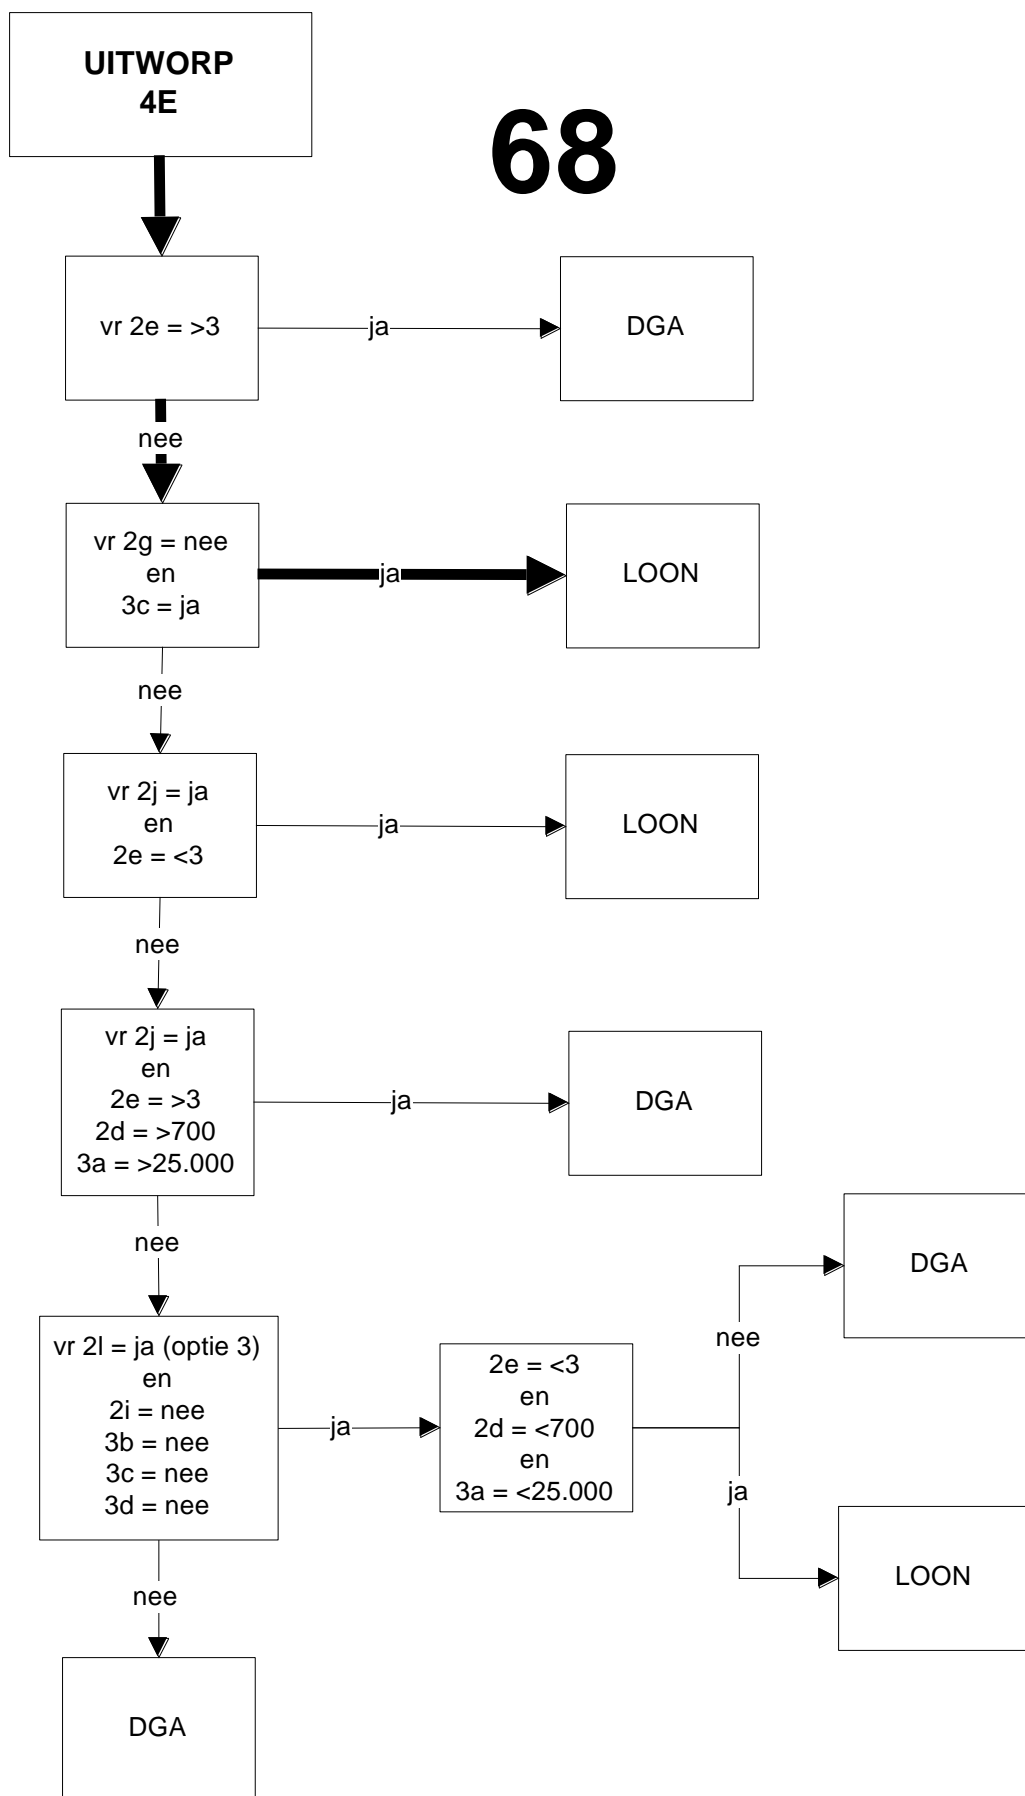 UITWORP
4E
68
vr 2e = >3
ja
DGA
nee
vr 2g = nee
en
3c = ja
ja
LOON
nee
vr 2j = ja
en
2e = <3
ja
LOON
nee
vr 2j = ja
en
2e = >3
2d = >700
3a = >25.000
ja
DGA
nee
vr 2l = ja (optie 3)
en
2i = nee
3b = nee
3c = nee
3d = nee
ja
2e = <3
en
2d = <700
en
3a = <25.000
nee
DGA
ja
LOON
nee
DGA